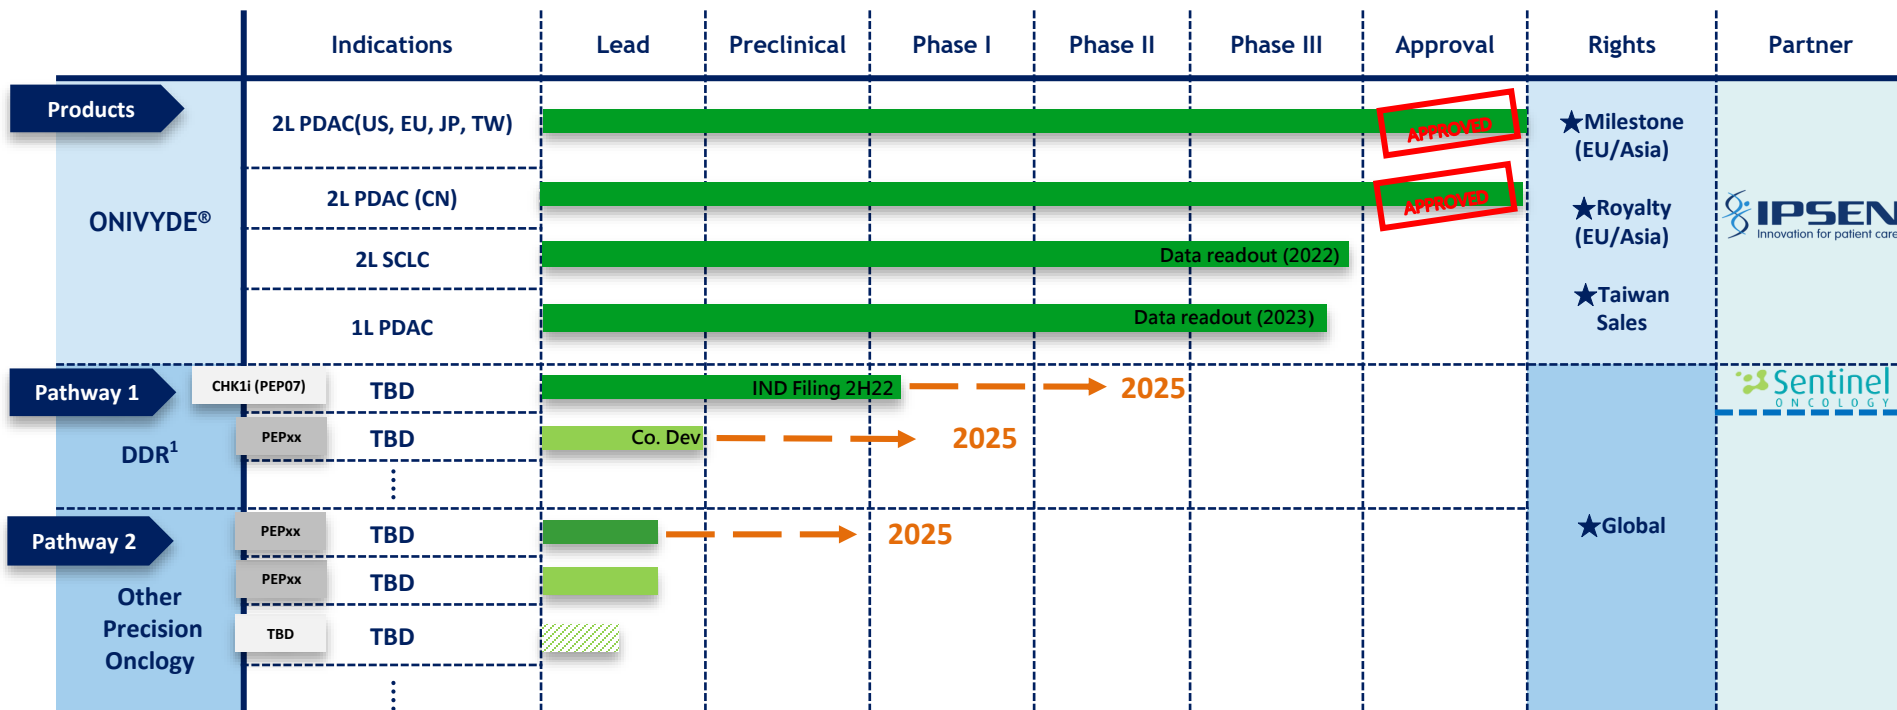 Indications
Lead
Preclinical
Phase I
Phase II
Phase III
Approval
Rights
Partner
Products
ONIVYDE®
2L PDAC(US, EU, JP, TW)
APPROVED
2L PDAC (CN)
APPROVED
2L SCLC
Data readout (2022)
1L PDAC
Data readout (2023)
★Milestone
(EU/Asia)
★Royalty
(EU/Asia)
★Taiwan
Sales
IPSEN
Innovation for patient care
Pathway 1
DDR1
CHK1i (PEP07)
TBD
IND Filing 2H22
2025
Sentinel
ONCOLOGY
PEPxx
TBD
Co. Dev
2025
Pathway 2
Other
Precision
Onclogy
PEPxx
TBD
2025
★Global
PEPxx
TBD
TBD
TBD